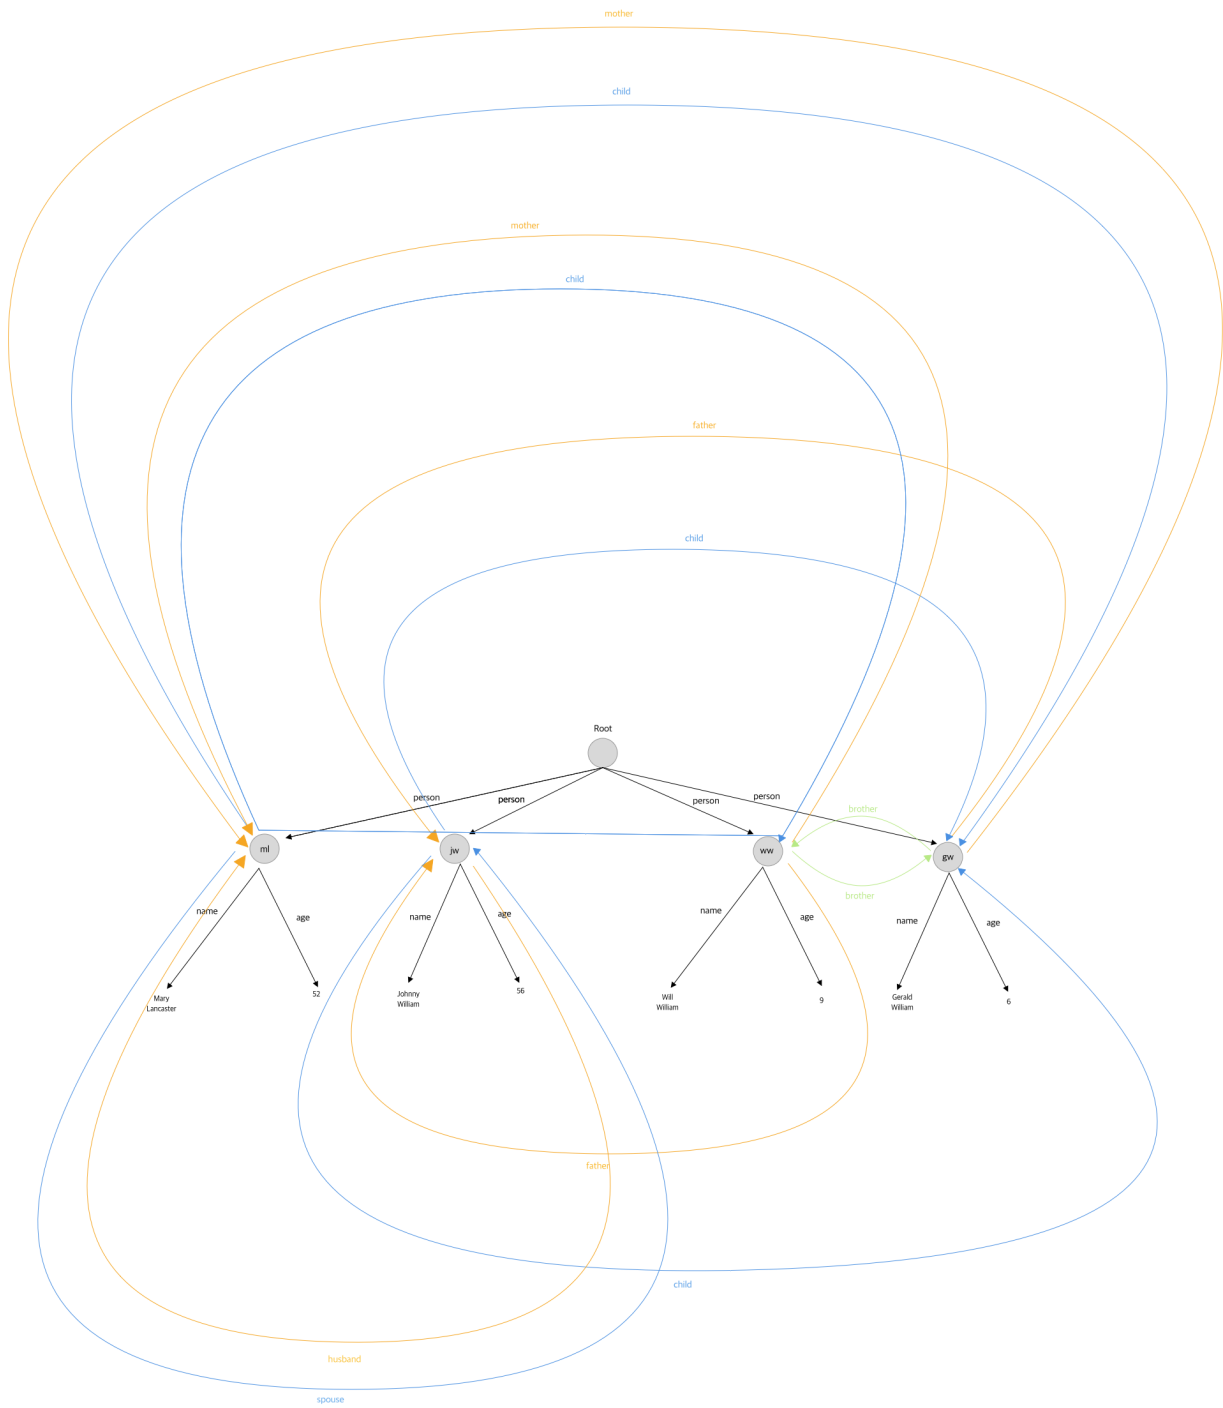 mother
child
mother
child
father
child
Root
person
person
person
person
brother
ml
jw
ww
gw
brother
name
age
name
age
name
age
name
age
Mary
Lancaster
52
Johnny
William
56
Will
William
9
Gerald
William
6
father
child
husband
spouse